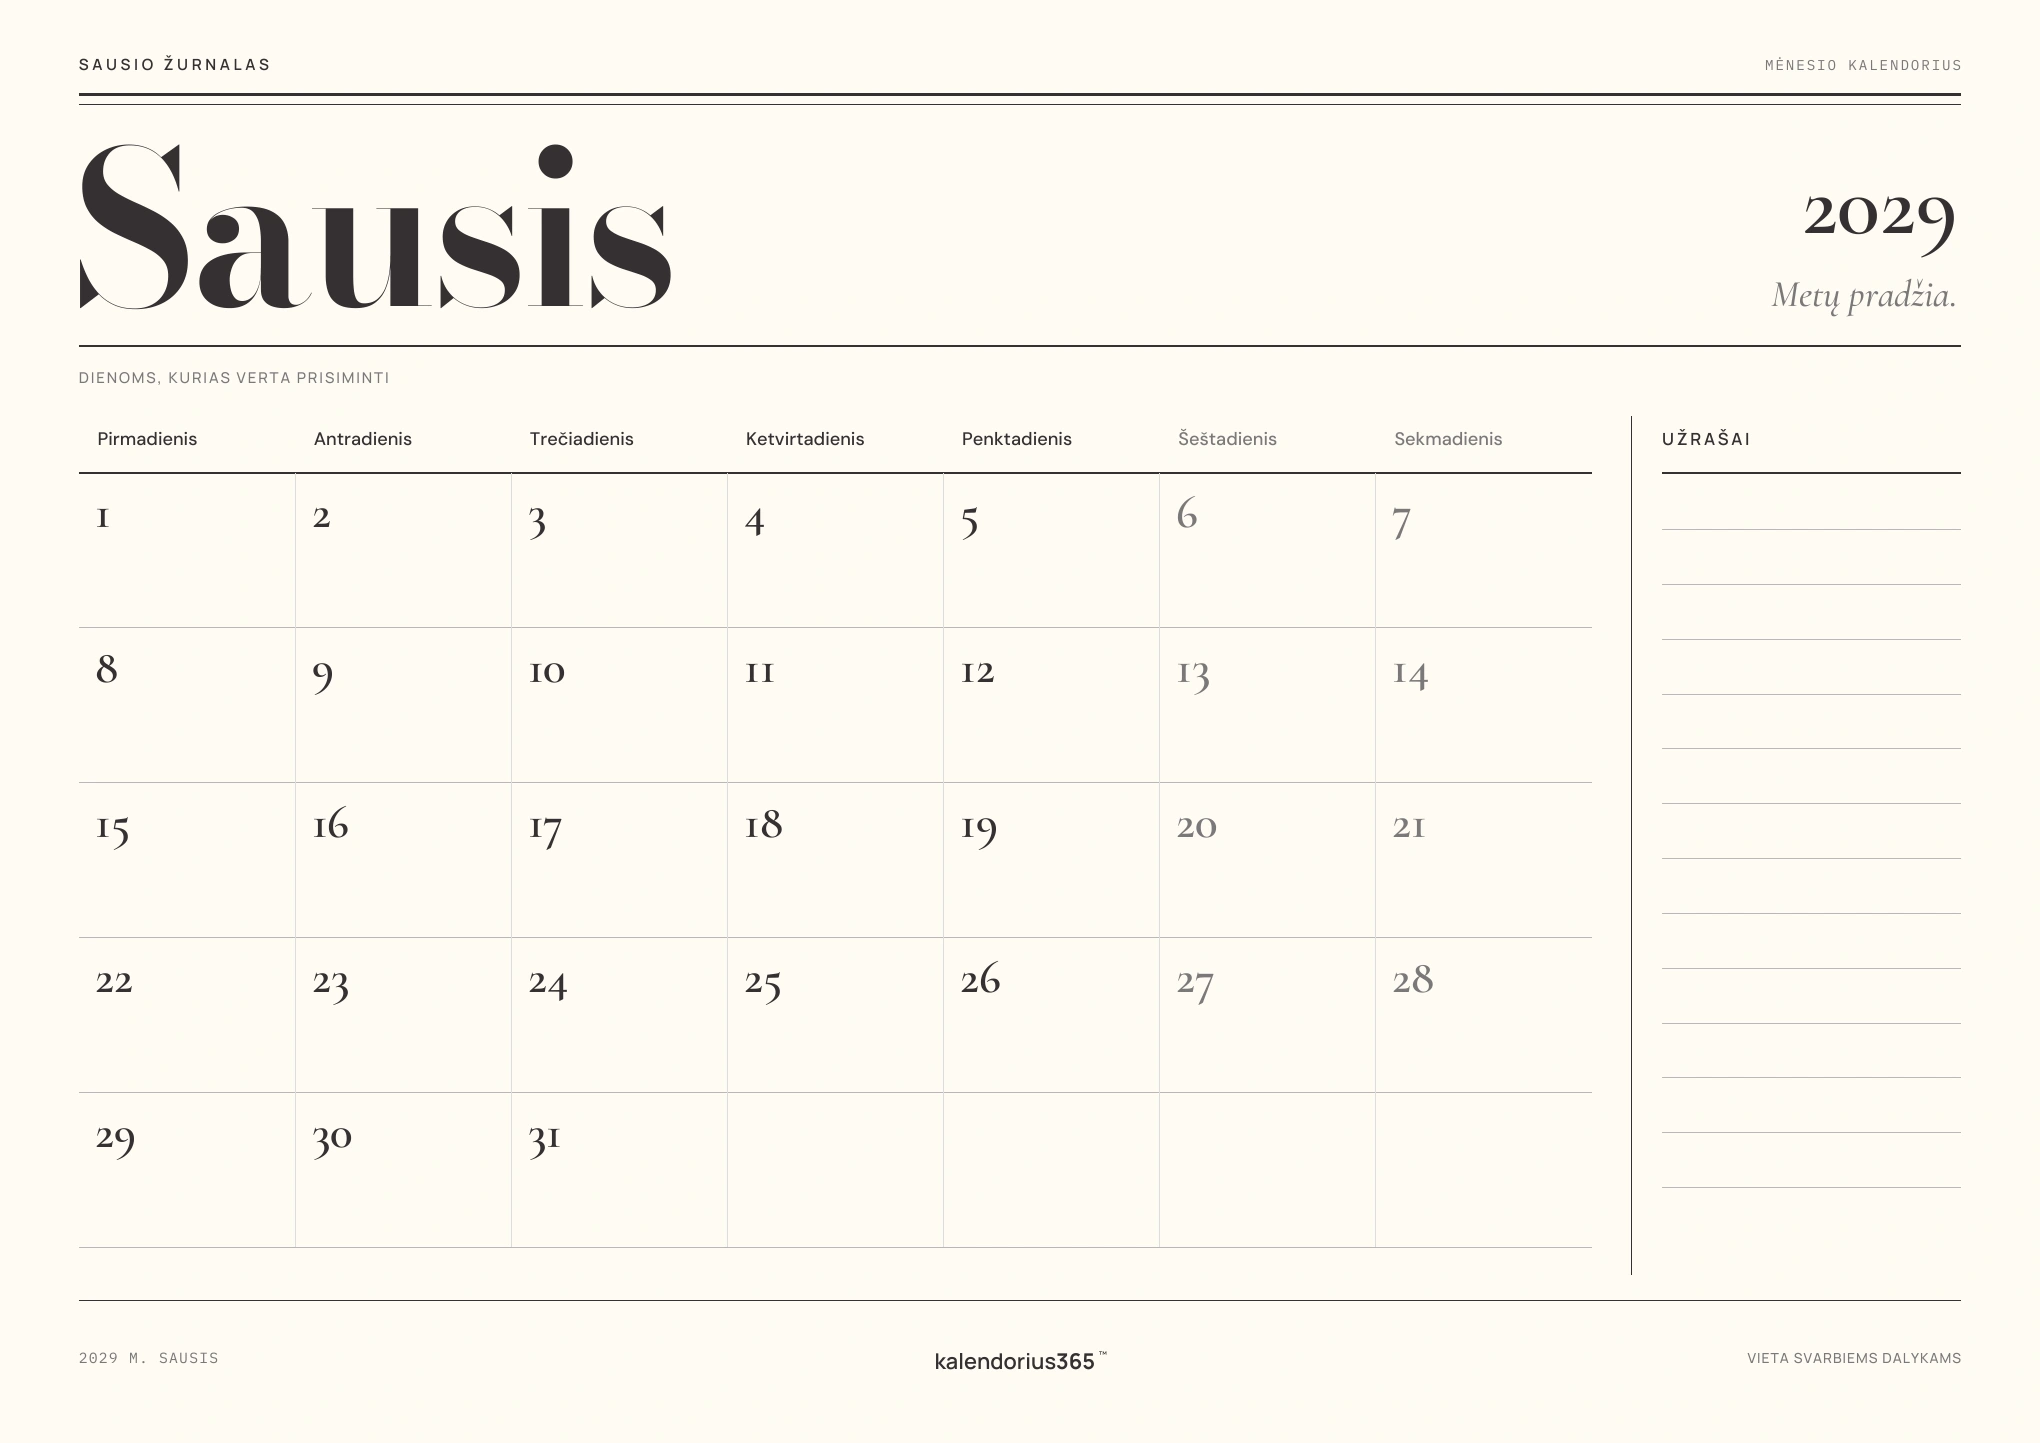 SAUSIO ŽURNALAS
MĖNESIO KALENDORIUS
Sausis
2029
Metų pradžia.
DIENOMS, KURIAS VERTA PRISIMINTI
Pirmadienis Antradienis Trečiadienis Ketvirtadienis Penktadienis Šeštadienis Sekmadienis
UŽRAŠAI
1 2 3 4 5 6 7
8 9 10 11 12 13 14
15 16 17 18 19 20 21
22 23 24 25 26 27 28
29 30 31
2029 M. SAUSIS
kalendorius365™
VIETA SVARBIEMS DALYKAMS